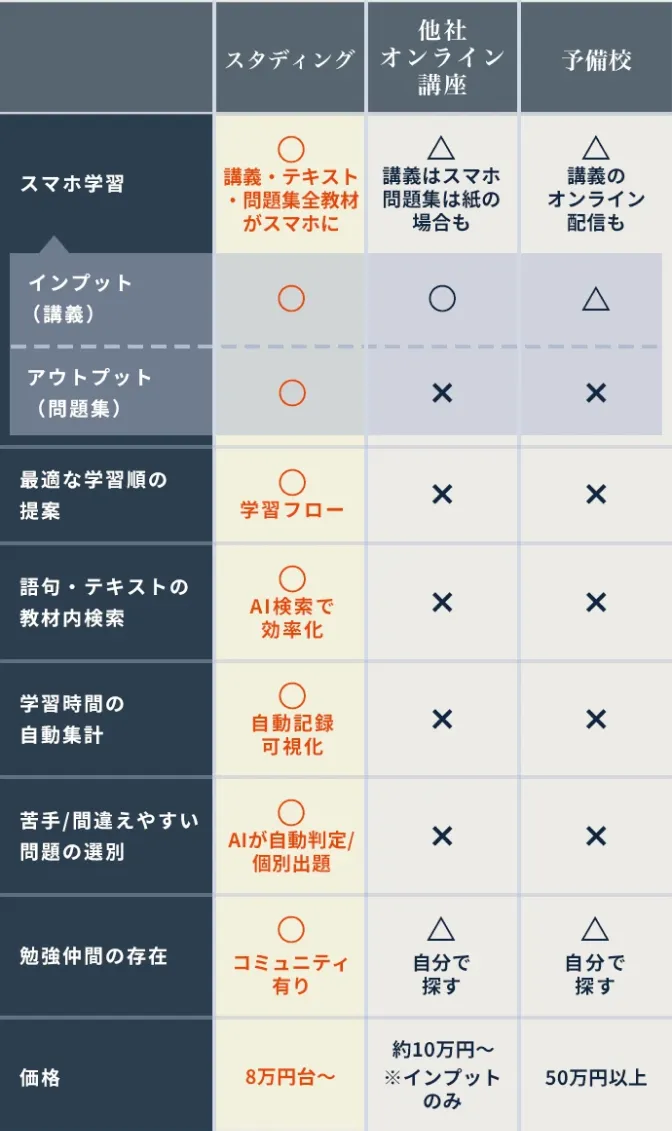 スタディング
他社
オンライン
講座
予備校
スマホ学習
○
講義・テキスト
・問題集全教材
がスマホに
△
講義はスマホ
問題集は紙の
場合も
△
講義の
オンライン
配信も
インプット
（講義）
○
○
△
アウトプット
（問題集）
○
×
×
最適な学習順の
提案
○
学習フロー
×
×
語句・テキストの
教材内検索
○
AI検索で
効率化
×
×
学習時間の
自動集計
○
自動記録
可視化
×
×
苦手/間違えやすい
問題の選別
○
AIが自動判定/
個別出題
×
×
勉強仲間の存在
○
コミュニティ
有り
△
自分で
探す
△
自分で
探す
価格
8万円台～
約10万円～
※インプット
のみ
50万円以上